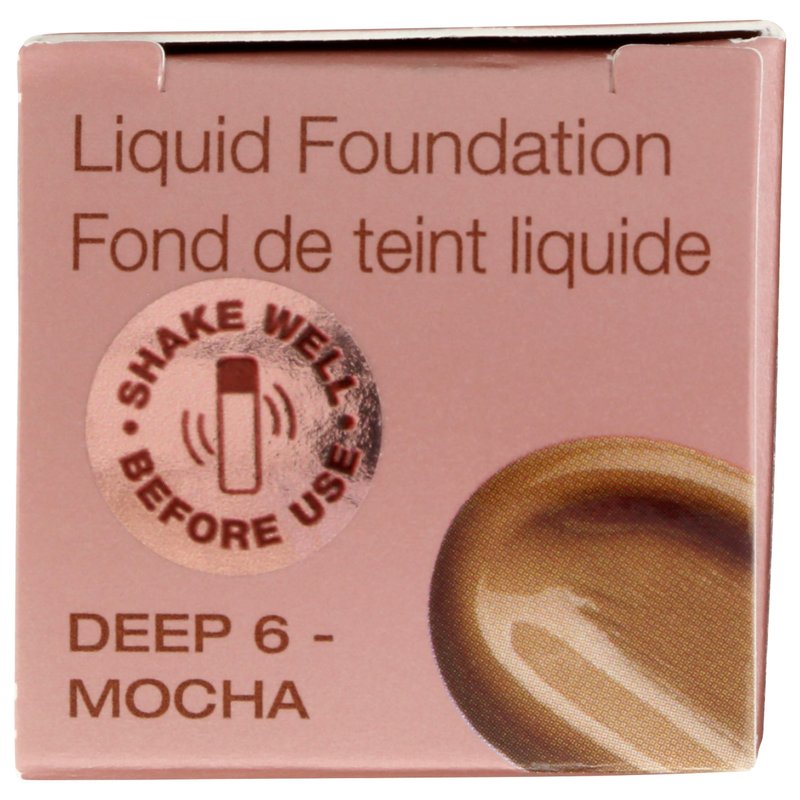 Liquid Foundation
Fond de teint liquide
• SHAKE WELL •
BEFORE USE
DEEP 6 -
MOCHA